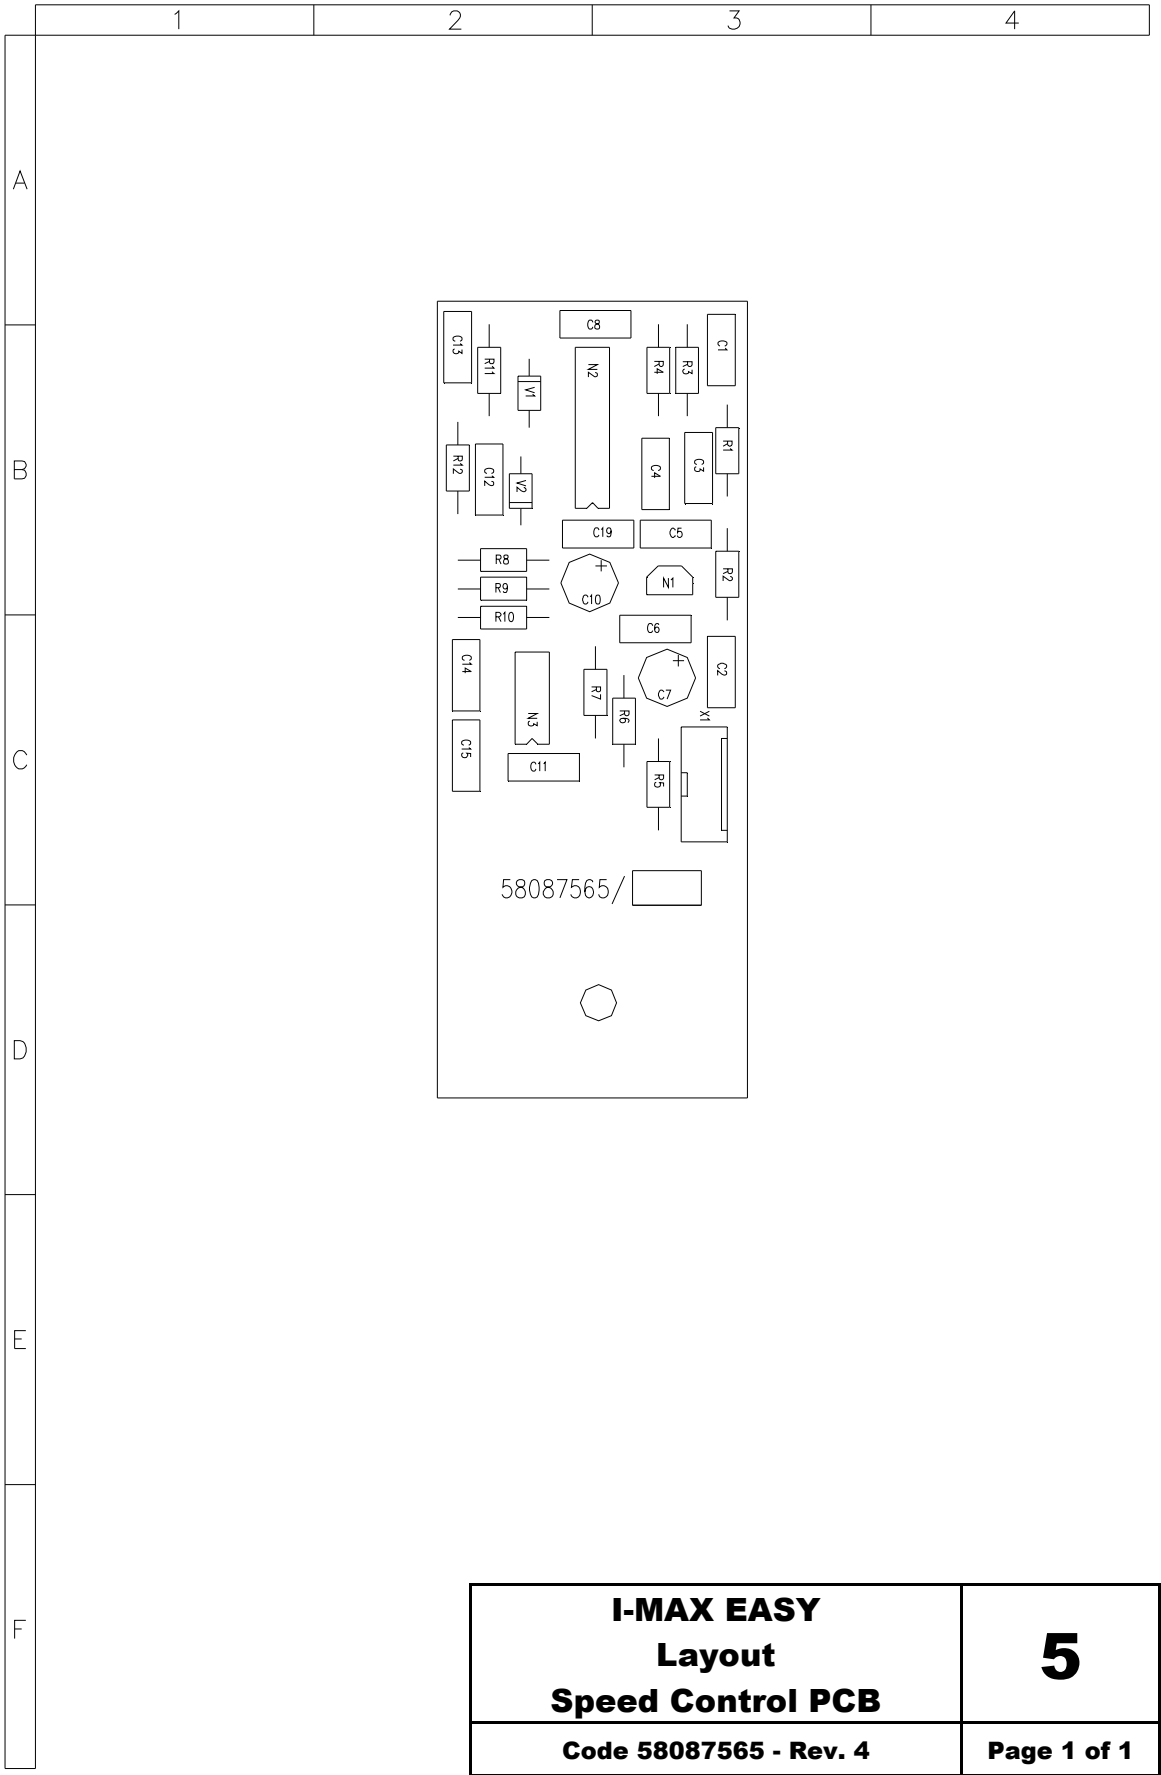 1 2 3 4
A
C8
C13 C1
R11 V1 N2 R4 R3
B
R12 C12 V2 C4 C3 R1
C19 C5
R8
R9 C10 N1 R2
R10
C6
C14 N3 R7 R6 C7 C2
X1
C
C15 C11 R5
58087565/
D
E
F
I-MAX EASY
Layout
Speed Control PCB
5
Code 58087565 - Rev. 4
Page 1 of 1